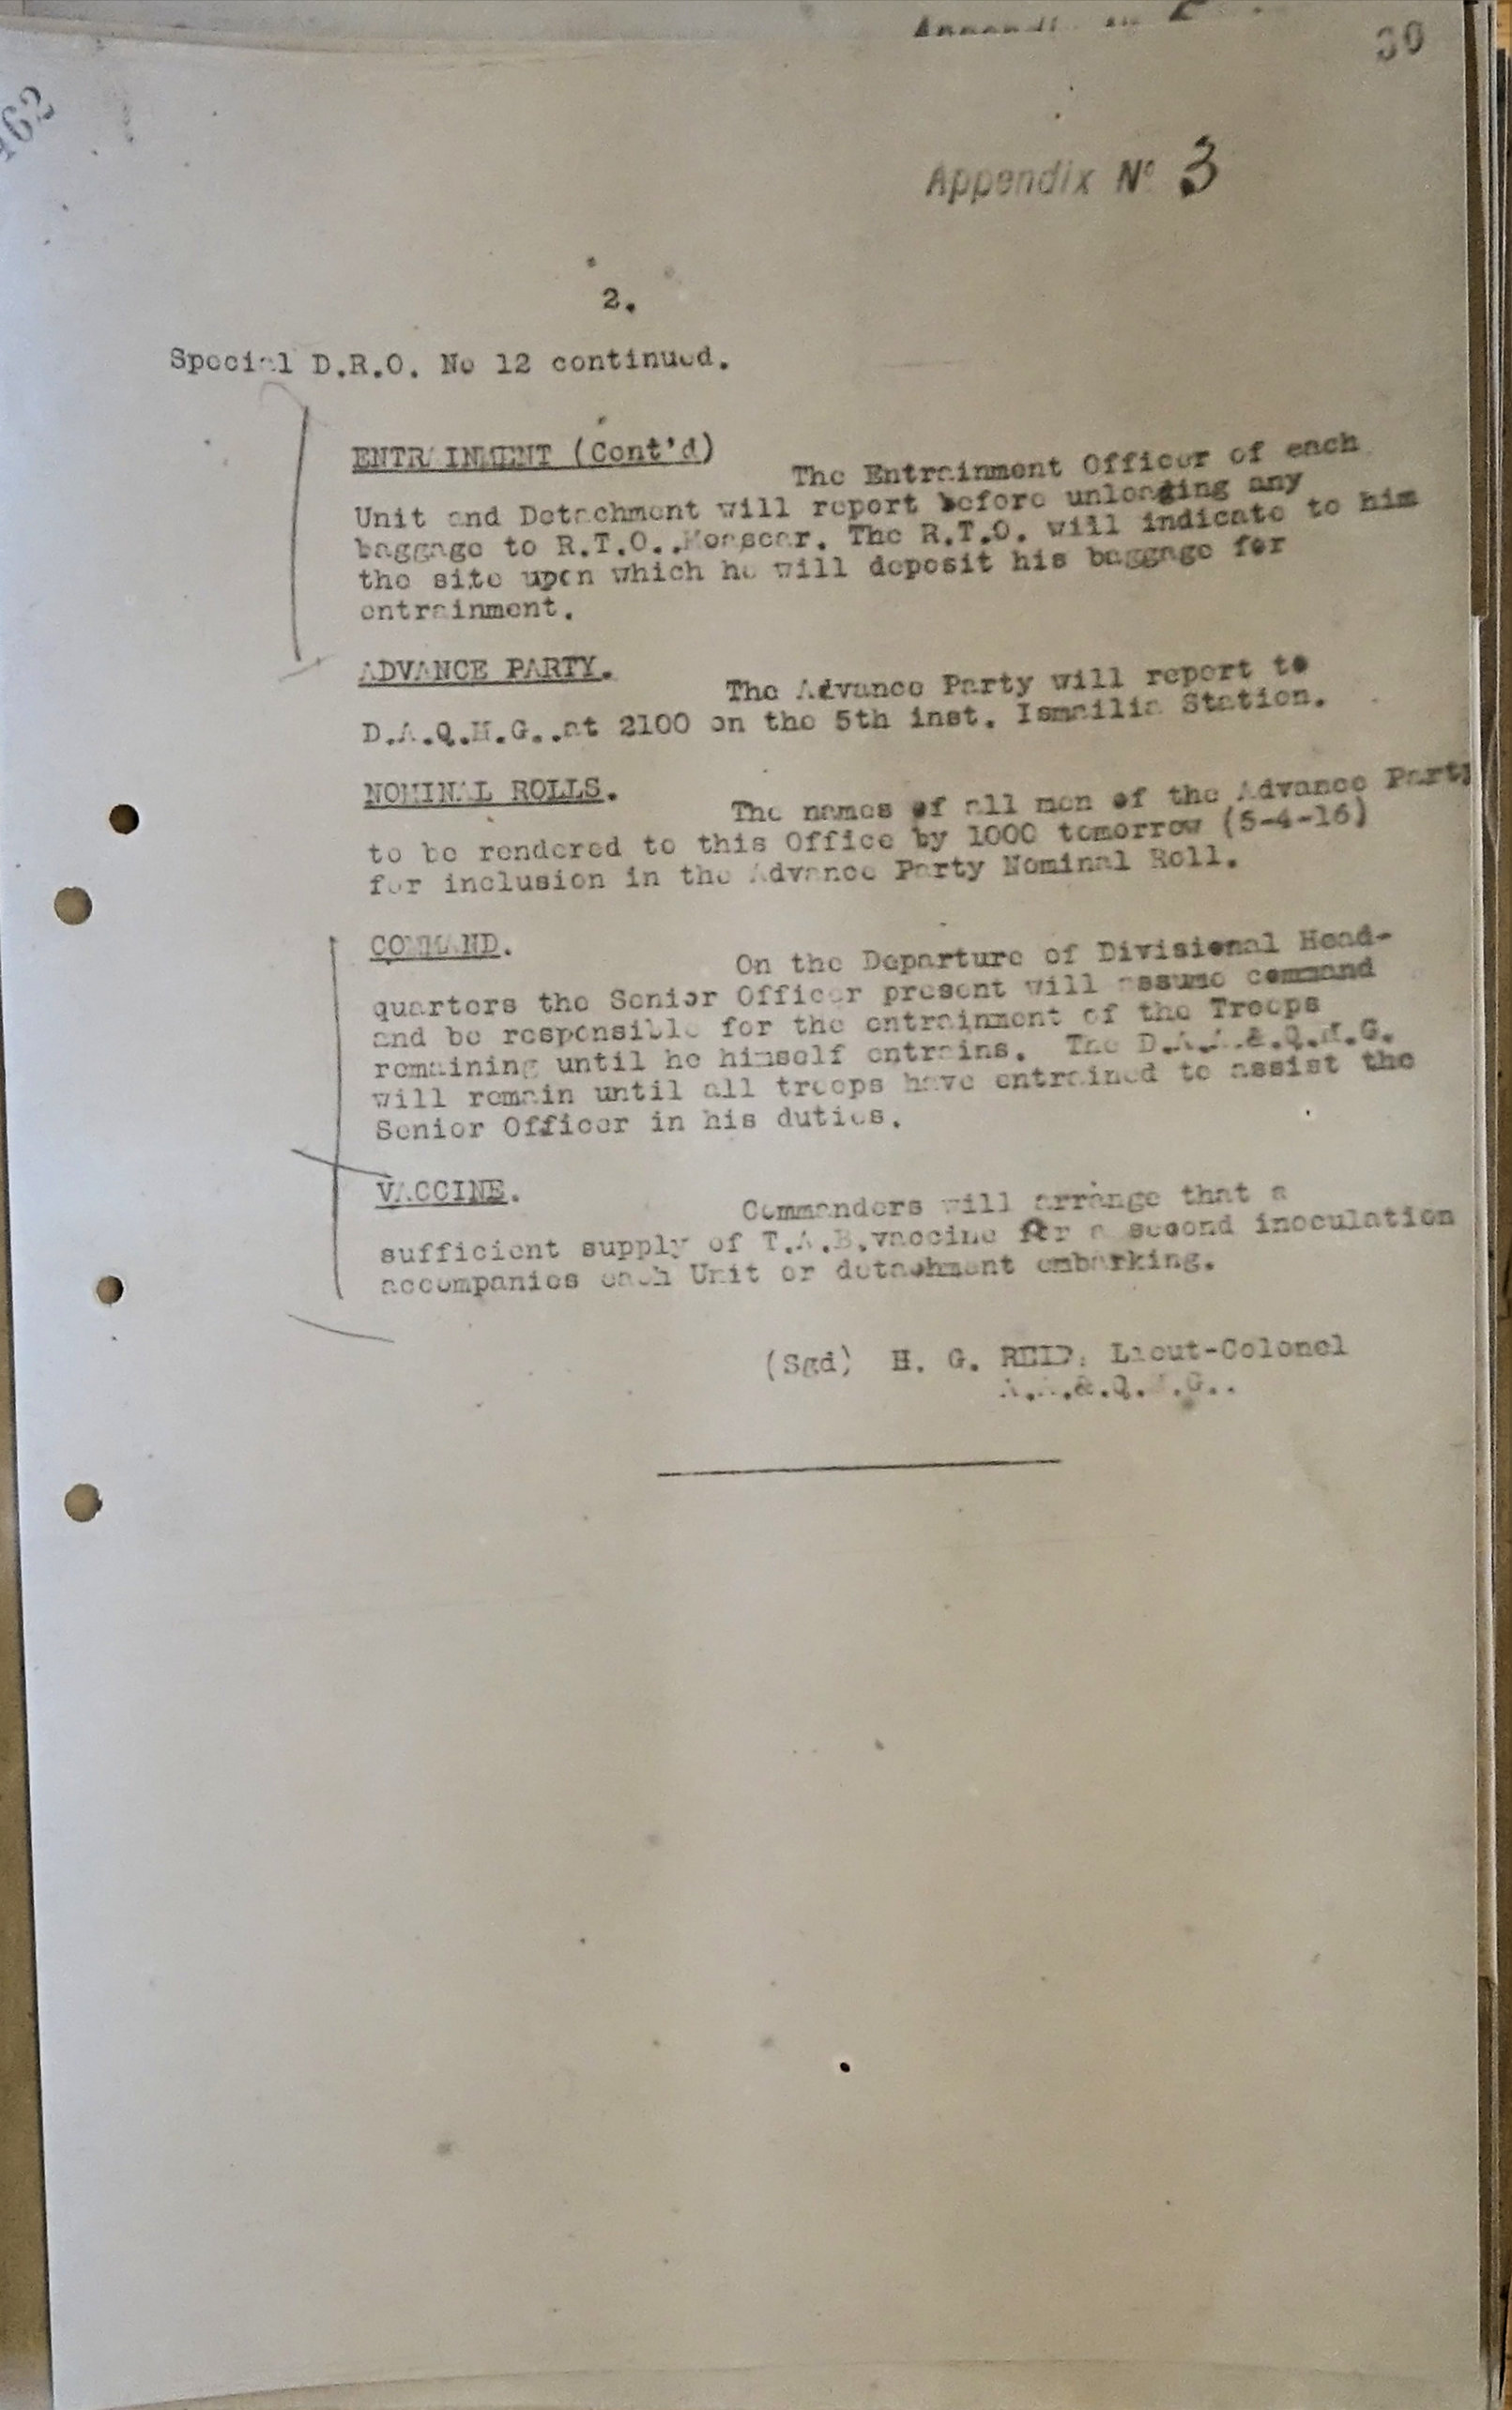 30
Appendix No 3
2.
Special D.R.O. No 12 continued.
ENTRAINMENT (Cont'd)
The Entrainment Officer of each
Unit and Detachment will report before unloading any
baggage to R.T.O..Moascar. The R.T.O. will indicate to him
the site upon which he will deposit his baggage for
entrainment.
ADVANCE PARTY.
The Advance Party will report to
D.A.Q.M.G..at 2100 on the 5th inst. Ismailia Station.
NOMINAL ROLLS.
The names of all men of the Advance Party
to be rendered to this Office by 1000 tomorrow (5-4-16)
for inclusion in the Advance Party Nominal Roll.
COMMAND.
On the Departure of Divisional Head-
quarters the Senior Officer present will assume command
and be responsible for the entrainment of the Troops
remaining until he himself entrains. The D.A.A.&.Q.M.G.
will remain until all troops have entrained to assist the
Senior Officer in his duties.
VACCINE.
Commanders will arrange that a
sufficient supply of T.A.B.vaccine for a second inoculation
accompanies each Unit or detachment embarking.
(Sgd) H. G. REID. Lieut-Colonel
A.A.&.Q.M.G..